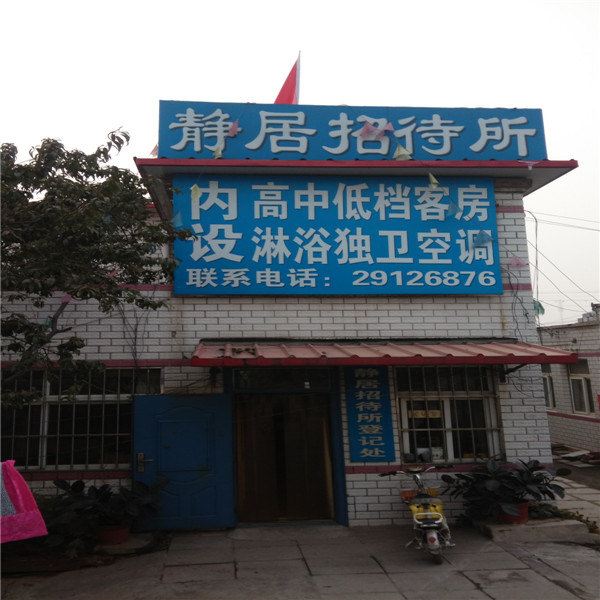 静居招待所
内设
高中低档客房
淋浴独卫空调
联系电话：29126876
静居招待所登记处